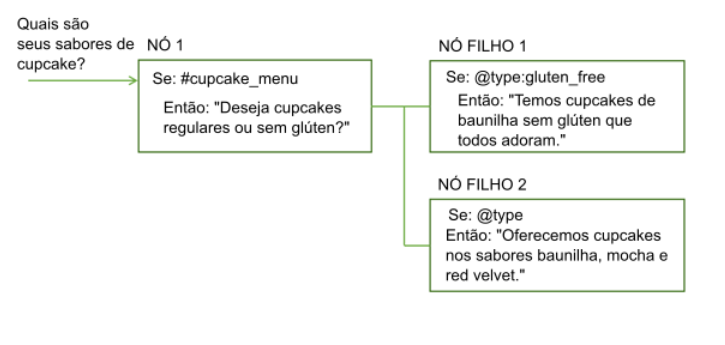 Quais são
seus sabores de
cupcake?
NÓ 1
Se: #cupcake_menu
Então: "Deseja cupcakes
regulares ou sem glúten?"
NÓ FILHO 1
Se: @type:gluten_free
Então: "Temos cupcakes de
baunilha sem glúten que
todos adoram."
NÓ FILHO 2
Se: @type
Então: "Oferecemos cupcakes
nos sabores baunilha, mocha e
red velvet."